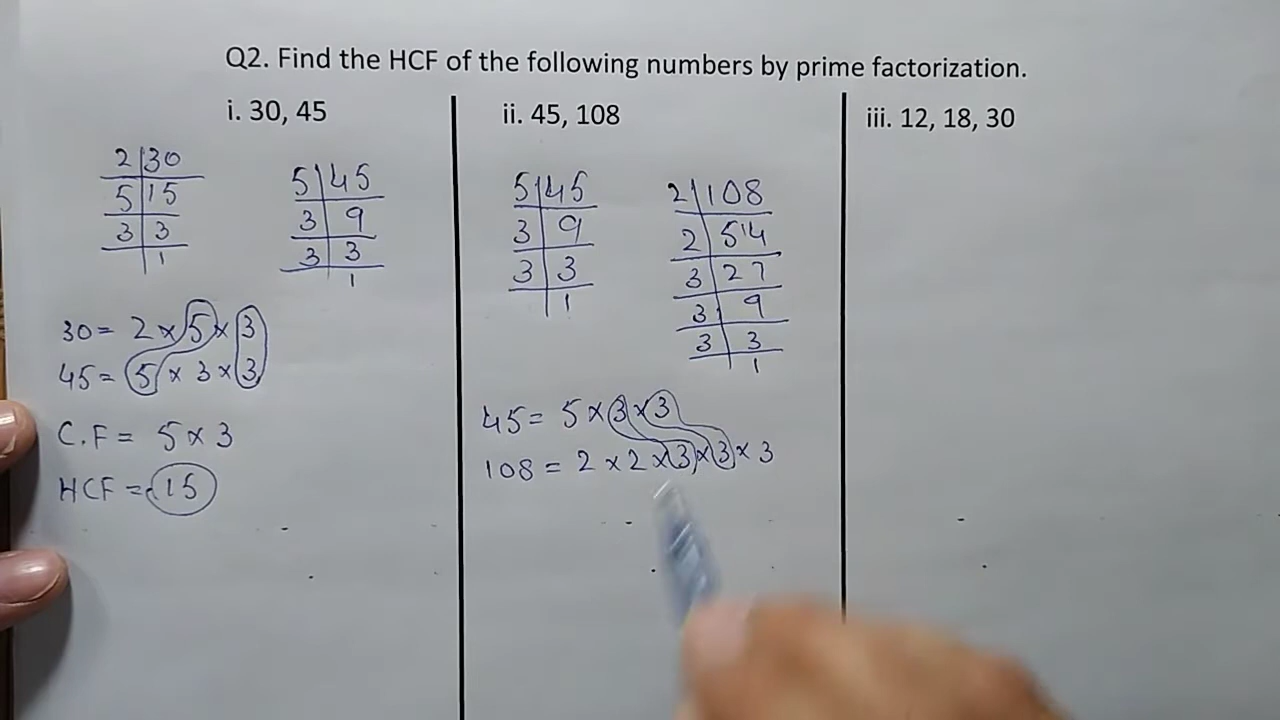 Q2. Find the HCF of the following numbers by prime factorization.
i. 30, 45
2 30
5 15
3 3
1
5 45
3 9
3 3
1
30 = 2 × 5 × 3
45 = 5 × 3 × 3
C.F = 5 × 3
HCF = 15
ii. 45, 108
5 45
3 9
3 3
1
2 108
2 54
3 27
3 9
3 3
1
45 = 5 × 3 × 3
108 = 2 × 2 × 3 × 3 × 3
iii. 12, 18, 30